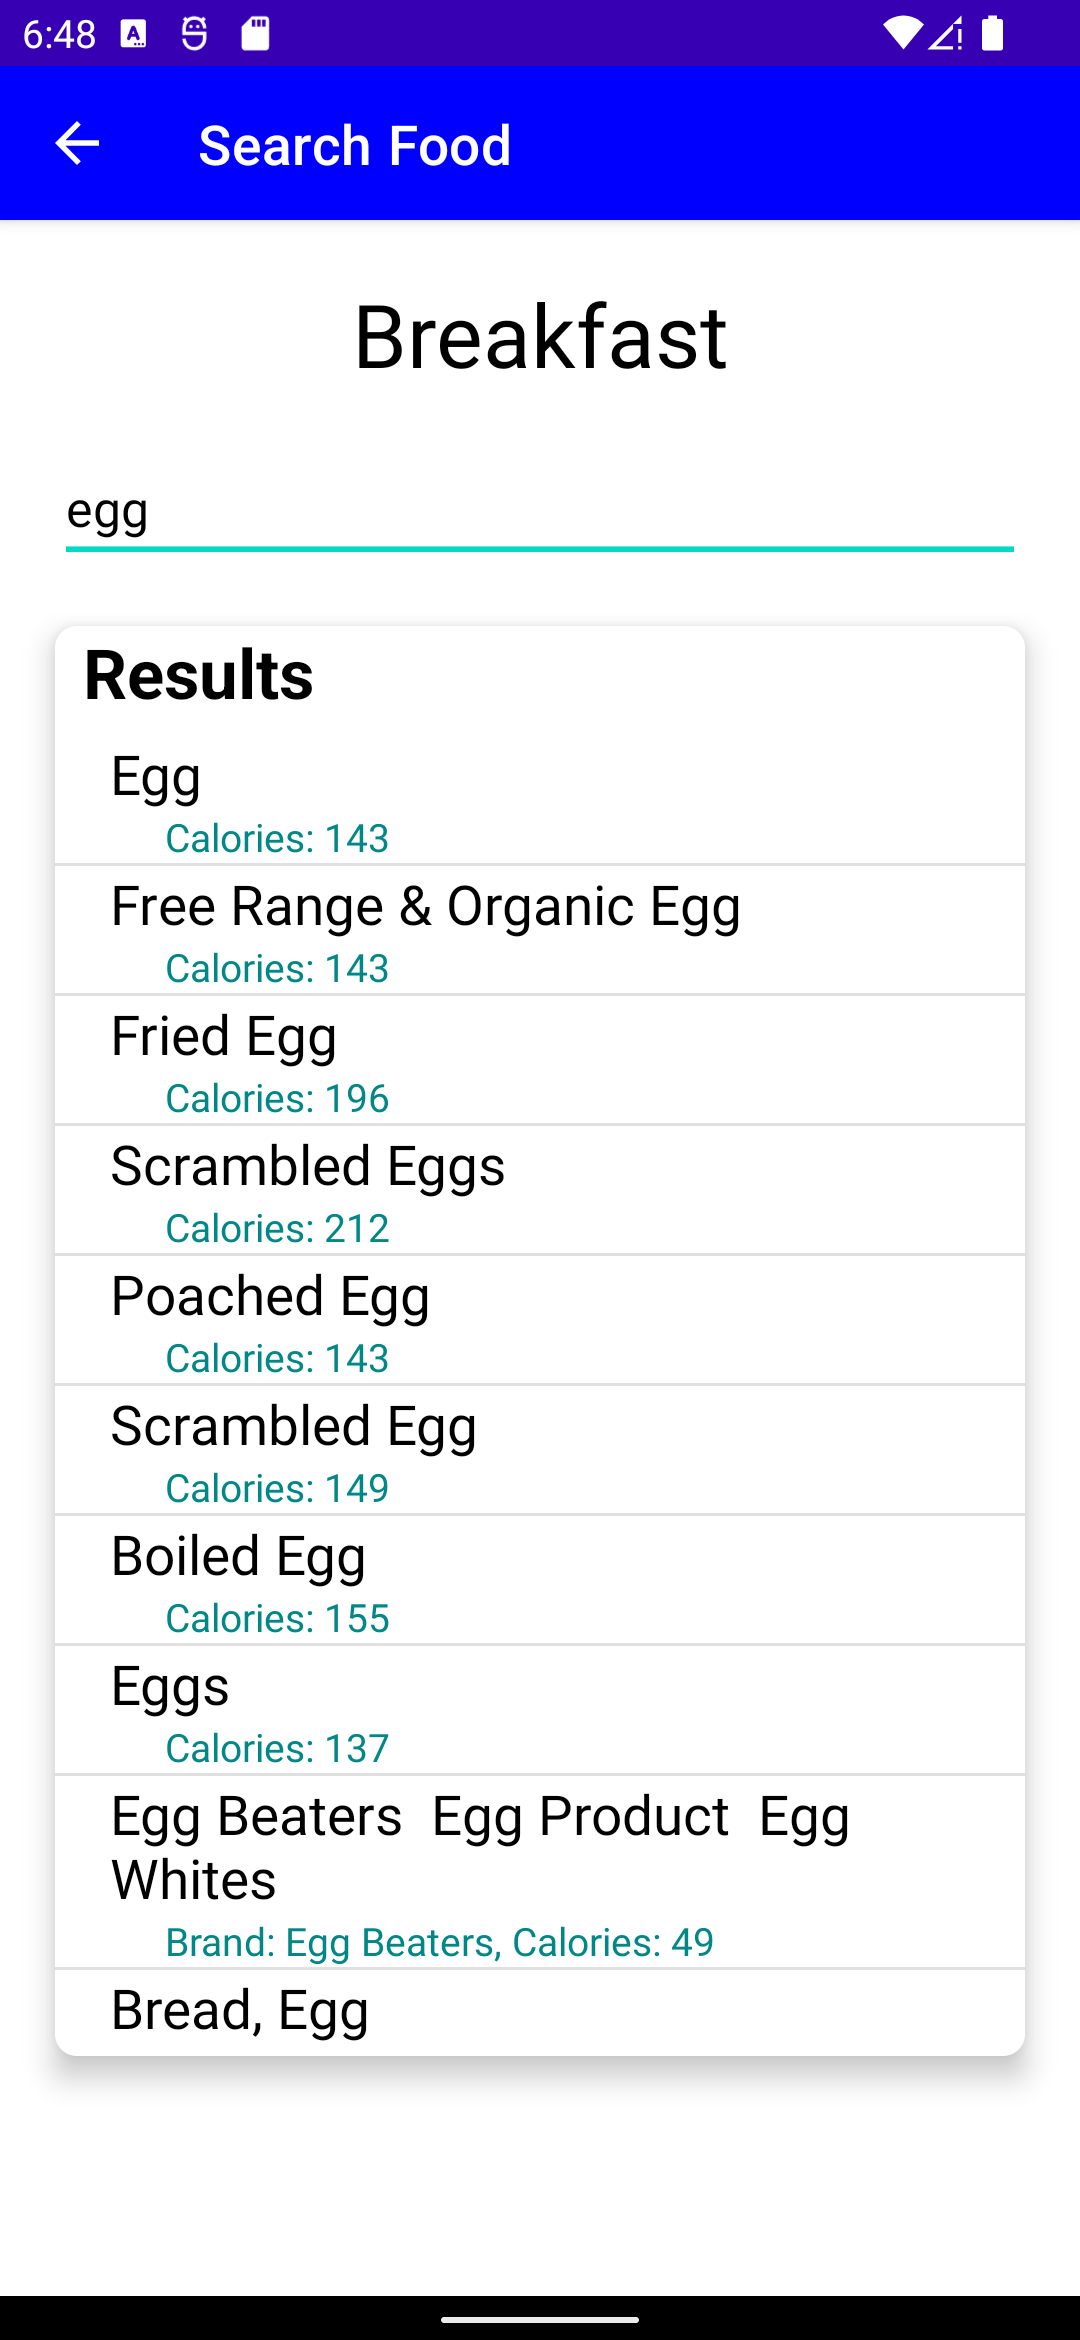 6:48
Search Food
Breakfast
egg
Results
Egg
Calories: 143
Free Range & Organic Egg
Calories: 143
Fried Egg
Calories: 196
Scrambled Eggs
Calories: 212
Poached Egg
Calories: 143
Scrambled Egg
Calories: 149
Boiled Egg
Calories: 155
Eggs
Calories: 137
Egg Beaters  Egg Product  Egg
Whites
Brand: Egg Beaters, Calories: 49
Bread, Egg